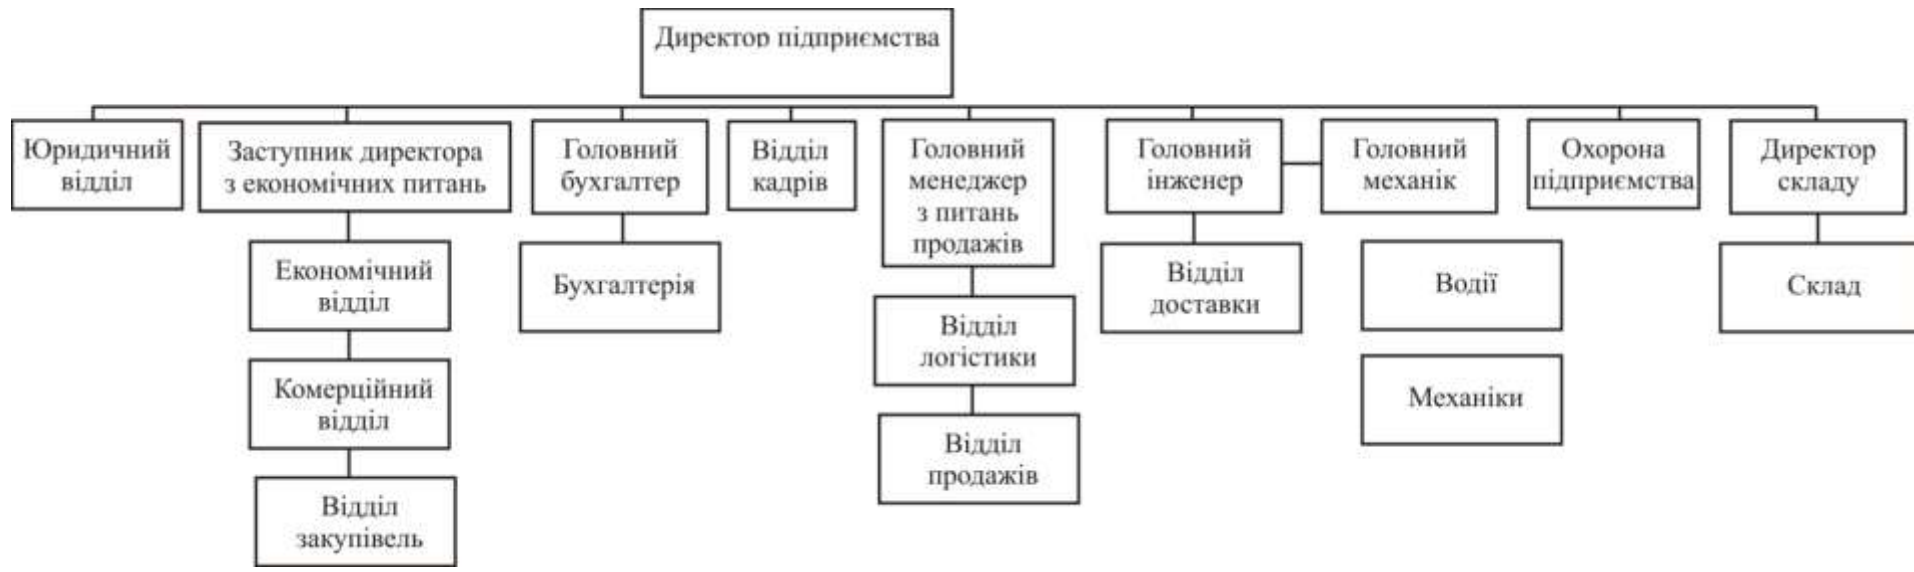 Директор підприємства
Юридичний
відділ
Заступник директора
з економічних питань
Головний
бухгалтер
Відділ
кадрів
Головний
менеджер
з питань
продажів
Головний
інженер
Головний
механік
Охорона
підприємства
Директор
складу
Економічний
відділ
Бухгалтерія
Відділ
доставки
Водії
Склад
Відділ
логістики
Комерційний
відділ
Механіки
Відділ
продажів
Відділ
закупівель